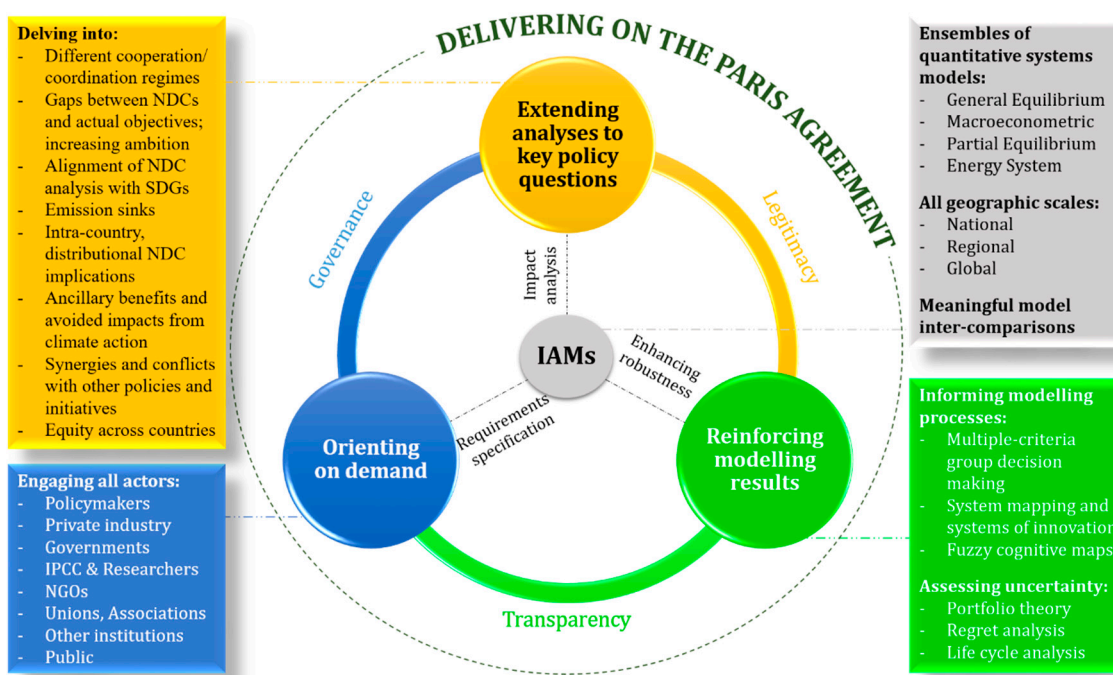 Delving into:
- Different cooperation/
coordination regimes
- Gaps between NDCs
and actual objectives;
increasing ambition
- Alignment of NDC
analysis with SDGs
- Emission sinks
- Intra-country,
distributional NDC
implications
- Ancillary benefits and
avoided impacts from
climate action
- Synergies and conflicts
with other policies and
initiatives
- Equity across countries
Engaging all actors:
- Policymakers
- Private industry
- Governments
- IPCC & Researchers
- NGOs
- Unions, Associations
- Other institutions
- Public
DELIVERING ON THE PARIS AGREEMENT
Extending
analyses to
key policy
questions
Governance
Legitimacy
Impact
analysis
IAMs
Enhancing
robustness
Requirements
specification
Orienting
on demand
Reinforcing
modelling
results
Transparency
Ensembles of
quantitative systems
models:
- General Equilibrium
- Macroeconometric
- Partial Equilibrium
- Energy System
All geographic scales:
- National
- Regional
- Global
Meaningful model
inter-comparisons
Informing modelling
processes:
- Multiple-criteria
group decision
making
- System mapping and
systems of innovation
- Fuzzy cognitive maps
Assessing uncertainty:
- Portfolio theory
- Regret analysis
- Life cycle analysis